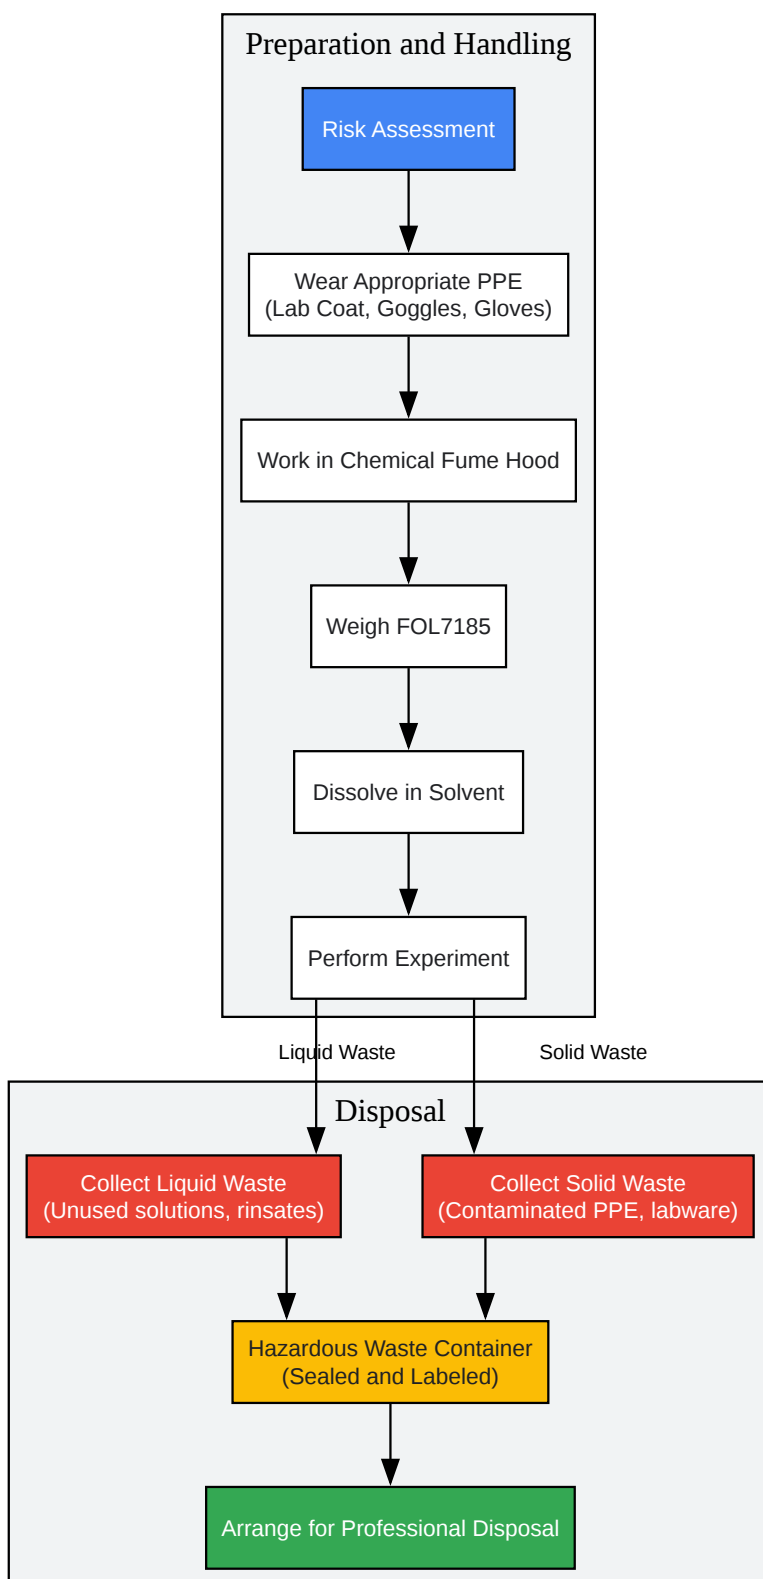 Preparation and Handling
Risk Assessment
Wear Appropriate PPE
(Lab Coat, Goggles, Gloves)
Work in Chemical Fume Hood
Weigh FOL7185
Dissolve in Solvent
Perform Experiment
Liquid Waste
Solid Waste
Disposal
Collect Liquid Waste
(Unused solutions, rinsates)
Collect Solid Waste
(Contaminated PPE, labware)
Hazardous Waste Container
(Sealed and Labeled)
Arrange for Professional Disposal